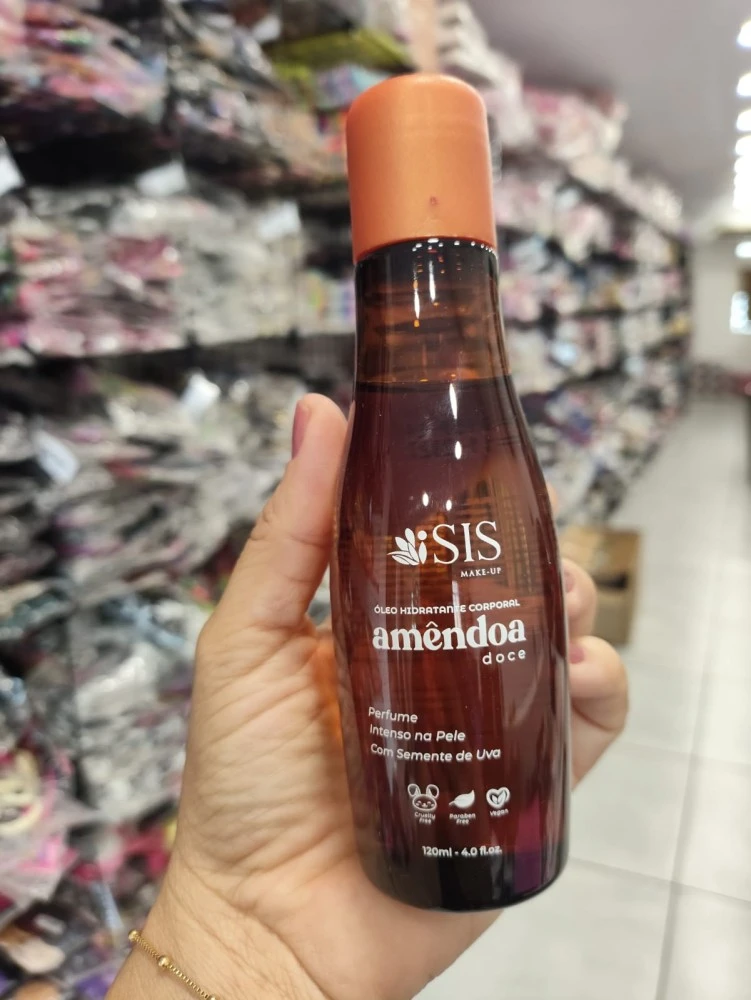 SIS
MAKE-UP
ÓLEO HIDRATANTE CORPORAL
amêndoa
doce
Perfume
Intenso na Pele
Com Semente de Uva
Cruelty Free
Paraben Free
Vegan
120ml - 4.0 fl.oz.